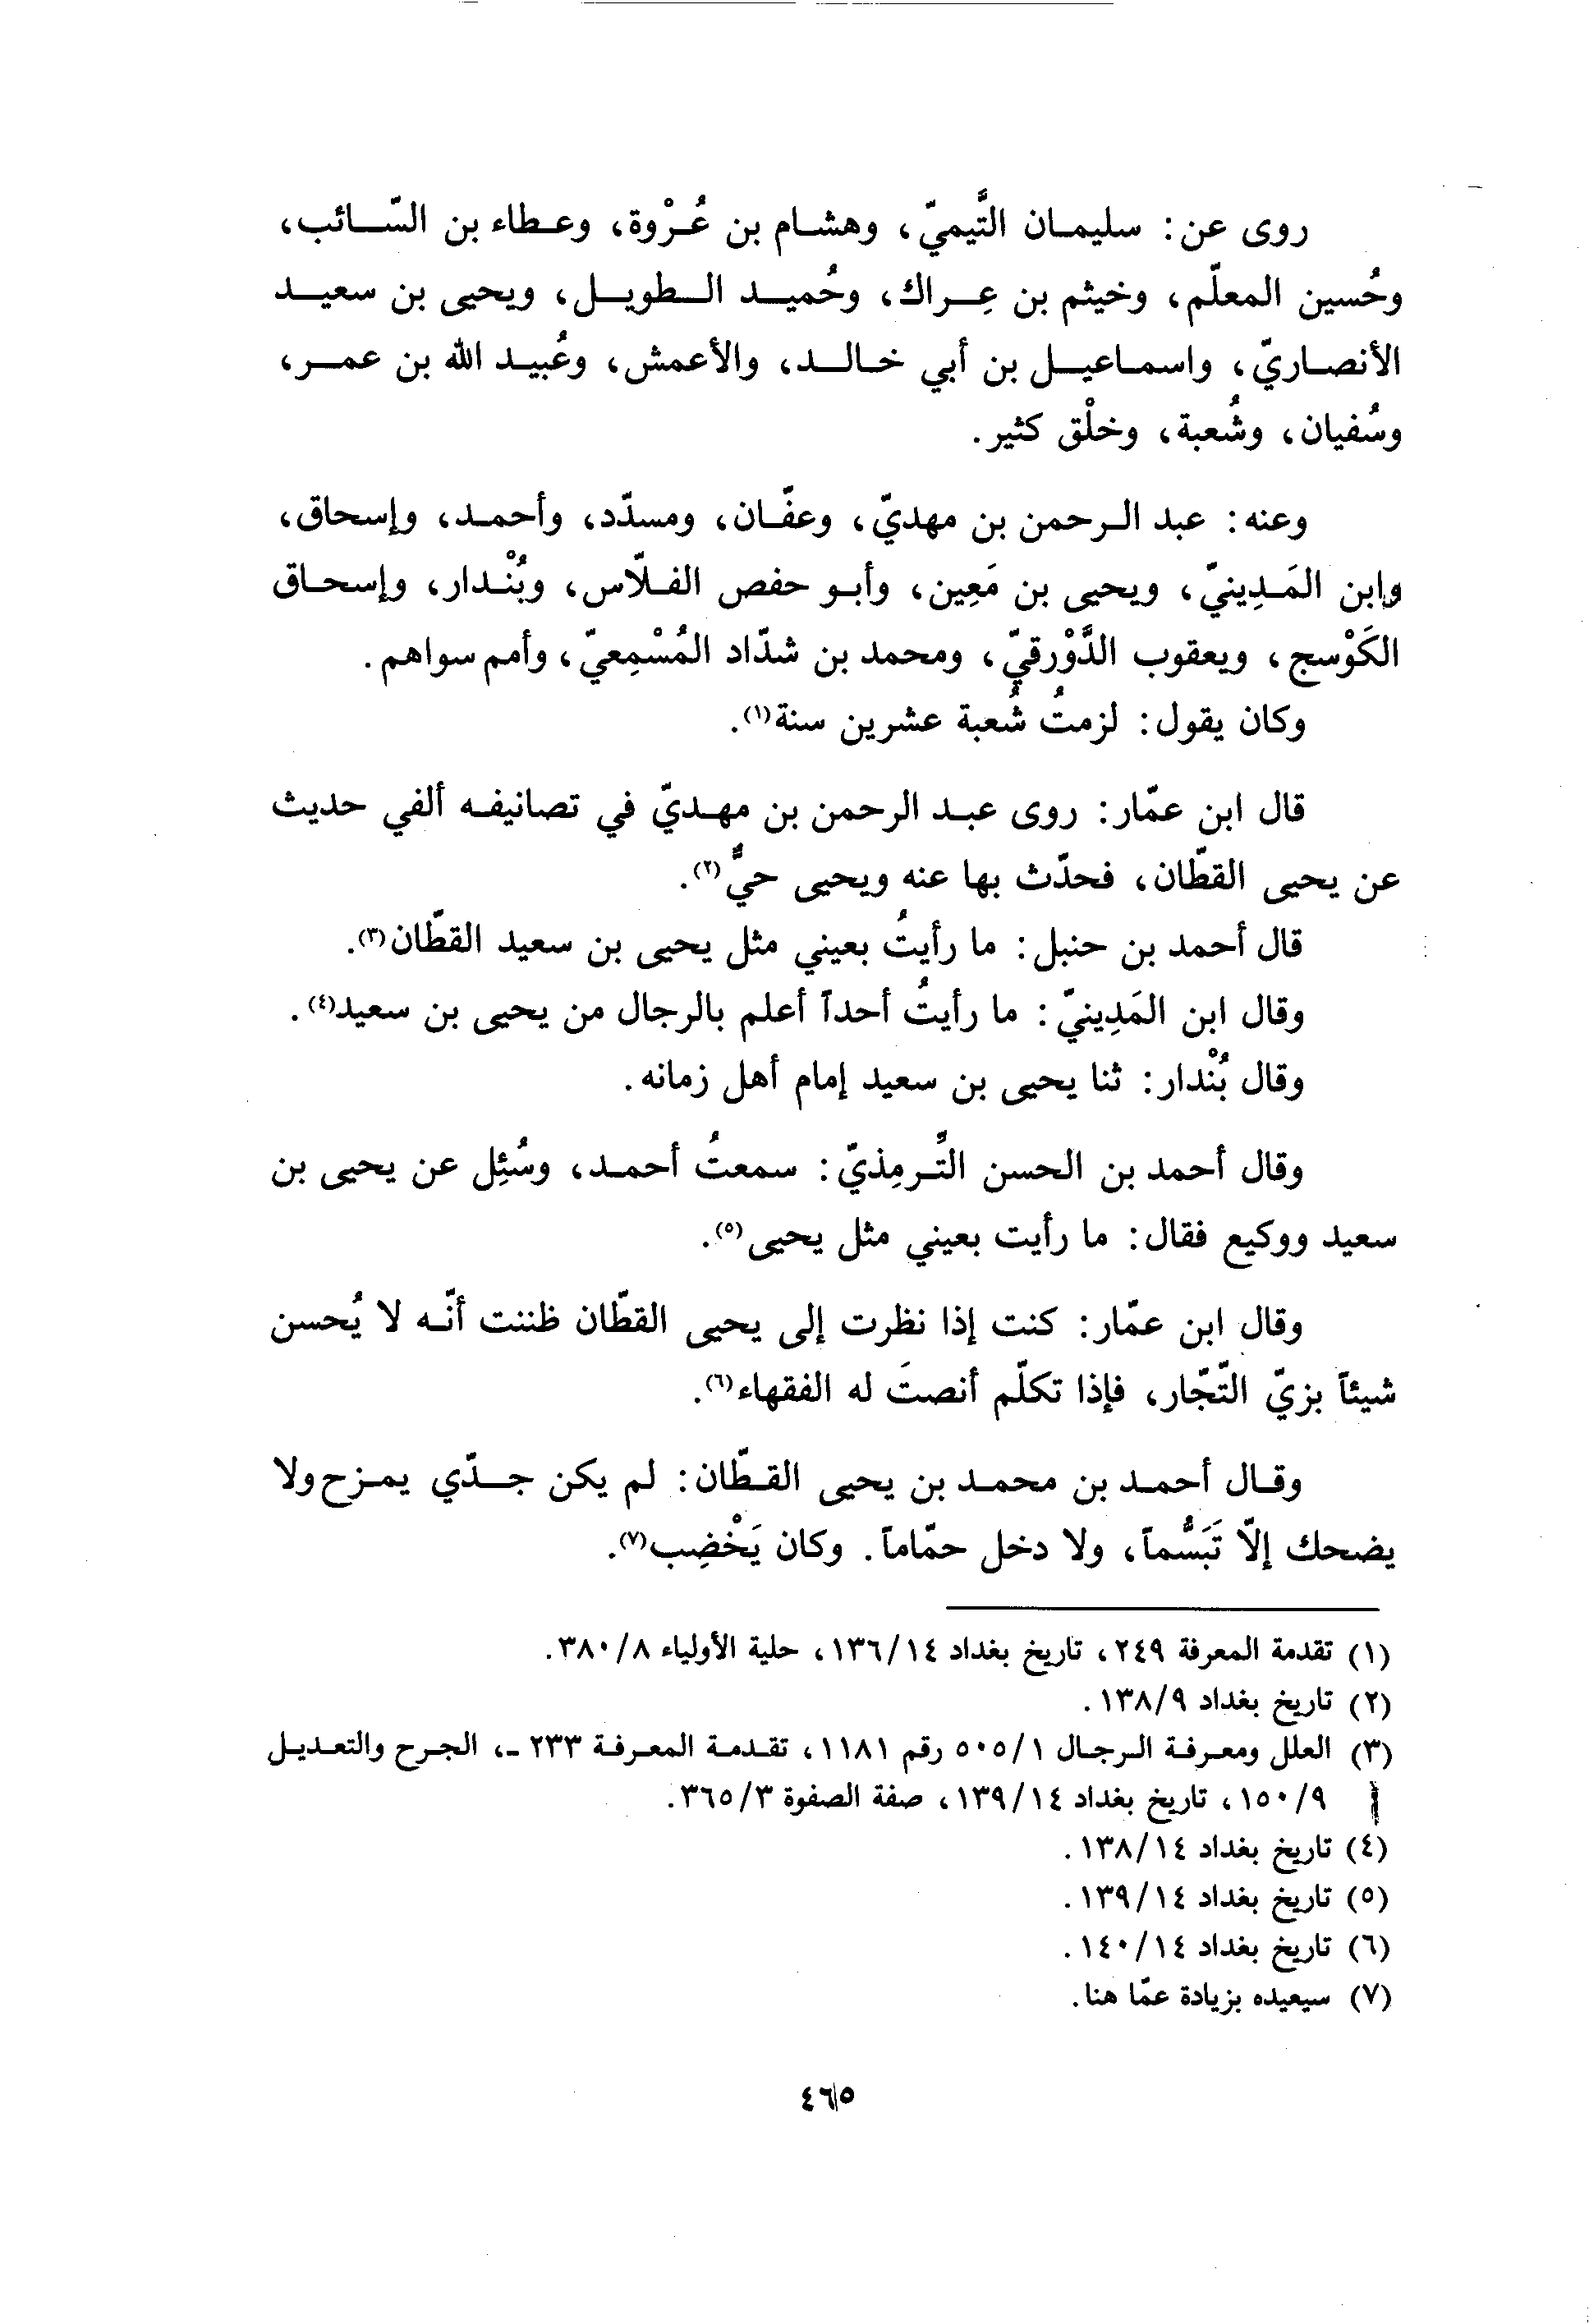 روى عن: سليمان التَّيميّ، وهشام بن عُرْوة، وعطاء بن السّائب،
وحُسين المعلّم، وخيثم بن عِراك، وحُميد الطويل، ويحيى بن سعيد
الأنصاريّ، واسماعيل بن أبي خالد، والأعمش، وعُبيد الله بن عمر،
وسُفيان، وشُعبة، وخلْق كثير.
وعنه: عبد الرحمن بن مهديّ، وعفّان، ومسدّد، وأحمد، وإسحاق،
وابن المَدِينيّ، ويحيى بن مَعِين، وأبو حفص الفلّاس، وبُنْدار، وإسحاق
الكَوْسج، ويعقوب الدَّوْرقيّ، ومحمد بن شدّاد المُسْمِعيّ، وأمم سواهم.
وكان يقول: لزمتُ شُعبة عشرين سنة(١).
قال ابن عمّار: روى عبد الرحمن بن مهديّ في تصانيفه ألفي حديث
عن يحيى القطّان، فحدّث بها عنه ويحيى حيٌّ(٢).
قال أحمد بن حنبل: ما رأيتُ بعيني مثل يحيى بن سعيد القطّان(٣).
وقال ابن المَدِينيّ: ما رأيتُ أحداً أعلم بالرجال من يحيى بن سعيد(٤).
وقال بُنْدار: ثنا يحيى بن سعيد إمام أهل زمانه.
وقال أحمد بن الحسن التِّرمِذيّ: سمعتُ أحمد، وسُئِل عن يحيى بن
سعيد ووكيع فقال: ما رأيت بعيني مثل يحيى(٥).
وقال ابن عمّار: كنت إذا نظرت إلى يحيى القطّان ظننت أنّه لا يُحسن
شيئاً بزيّ التّجّار، فإذا تكلّم أنصتَ له الفقهاء(٦).
وقال أحمد بن محمد بن يحيى القطّان: لم يكن جدّي يمزح ولا
يضحك إلّا تَبَسُّماً، ولا دخل حمّاماً. وكان يَخْضِب(٧).
(١) تقدمة المعرفة ٢٤٩، تاريخ بغداد ١٣٦/١٤، حلية الأولياء ٣٨٠/٨.
(٢) تاريخ بغداد ١٣٨/٩.
(٣) العلل ومعرفة الرجال ٥٠٥/١ رقم ١١٨١، تقدمة المعرفة ٢٣٣ -، الجرح والتعديل
١٥٠/٩، تاريخ بغداد ١٣٩/١٤، صفة الصفوة ٣٦٥/٣.
(٤) تاريخ بغداد ١٣٨/١٤.
(٥) تاريخ بغداد ١٣٩/١٤.
(٦) تاريخ بغداد ١٤٠/١٤.
(٧) سيعيده بزيادة عمّا هنا.
٤٦٥